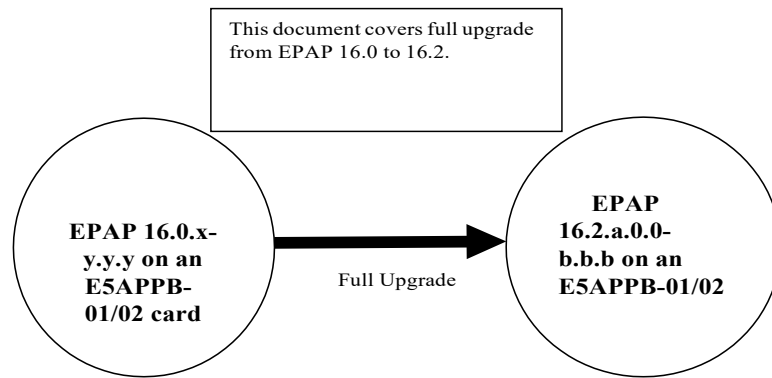 This document covers full upgrade
from EPAP 16.0 to 16.2.
EPAP 16.0.x-
y.y.y on an
E5APPB-
01/02 card
Full Upgrade
EPAP
16.2.a.0.0-
b.b.b on an
E5APPB-01/02